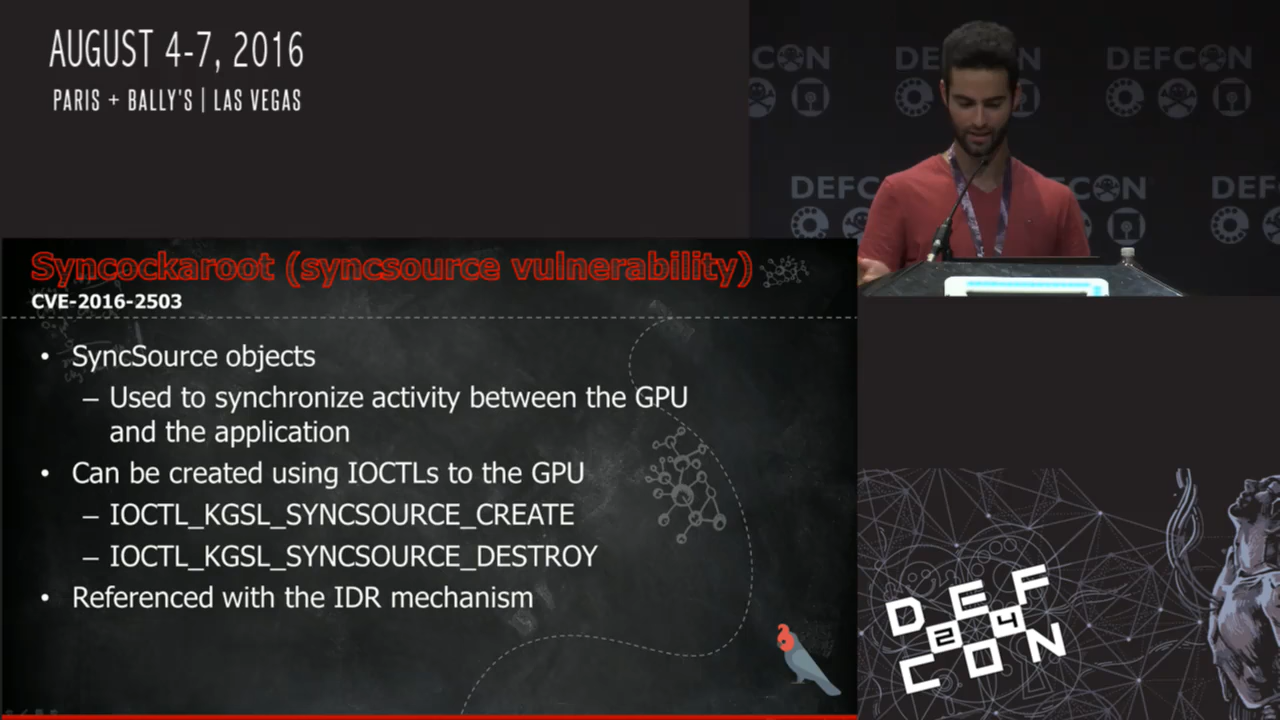 AUGUST 4-7, 2016
PARIS + BALLY'S | LAS VEGAS
DEFCON
DEFCON
DEFCON
DEFCON
Syncockaroot (syncsource vulnerability)
CVE-2016-2503
• SyncSource objects
– Used to synchronize activity between the GPU
and the application
• Can be created using IOCTLs to the GPU
– IOCTL_KGSL_SYNCSOURCE_CREATE
– IOCTL_KGSL_SYNCSOURCE_DESTROY
• Referenced with the IDR mechanism
DEF
24
CON